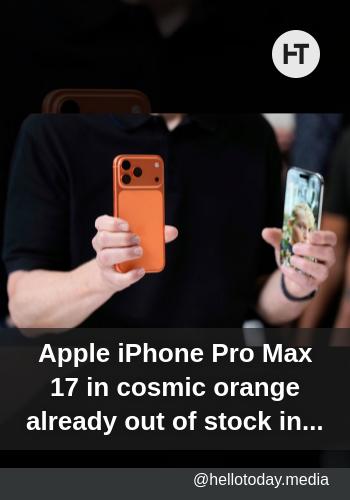 HT
Apple iPhone Pro Max
17 in cosmic orange
already out of stock in...
@hellotoday.media